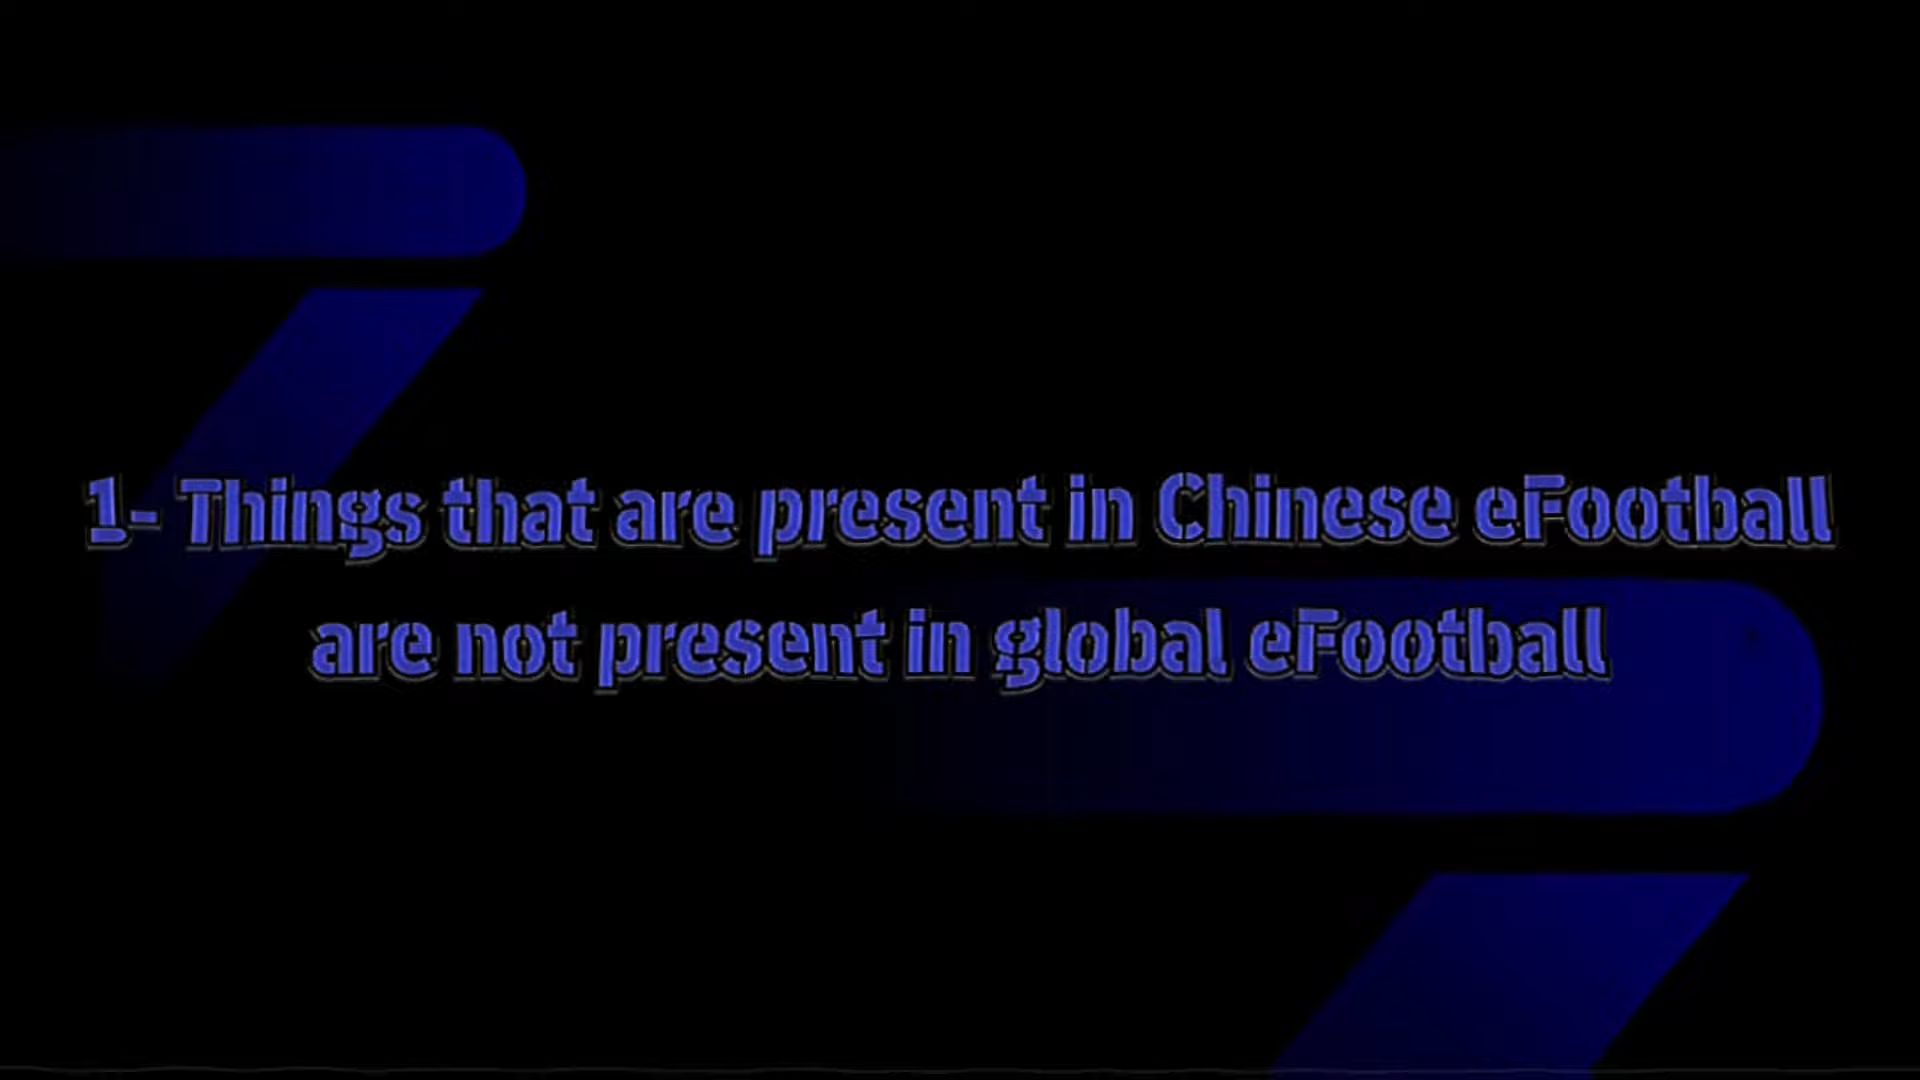 1- Things that are present in Chinese eFootball
are not present in global eFootball